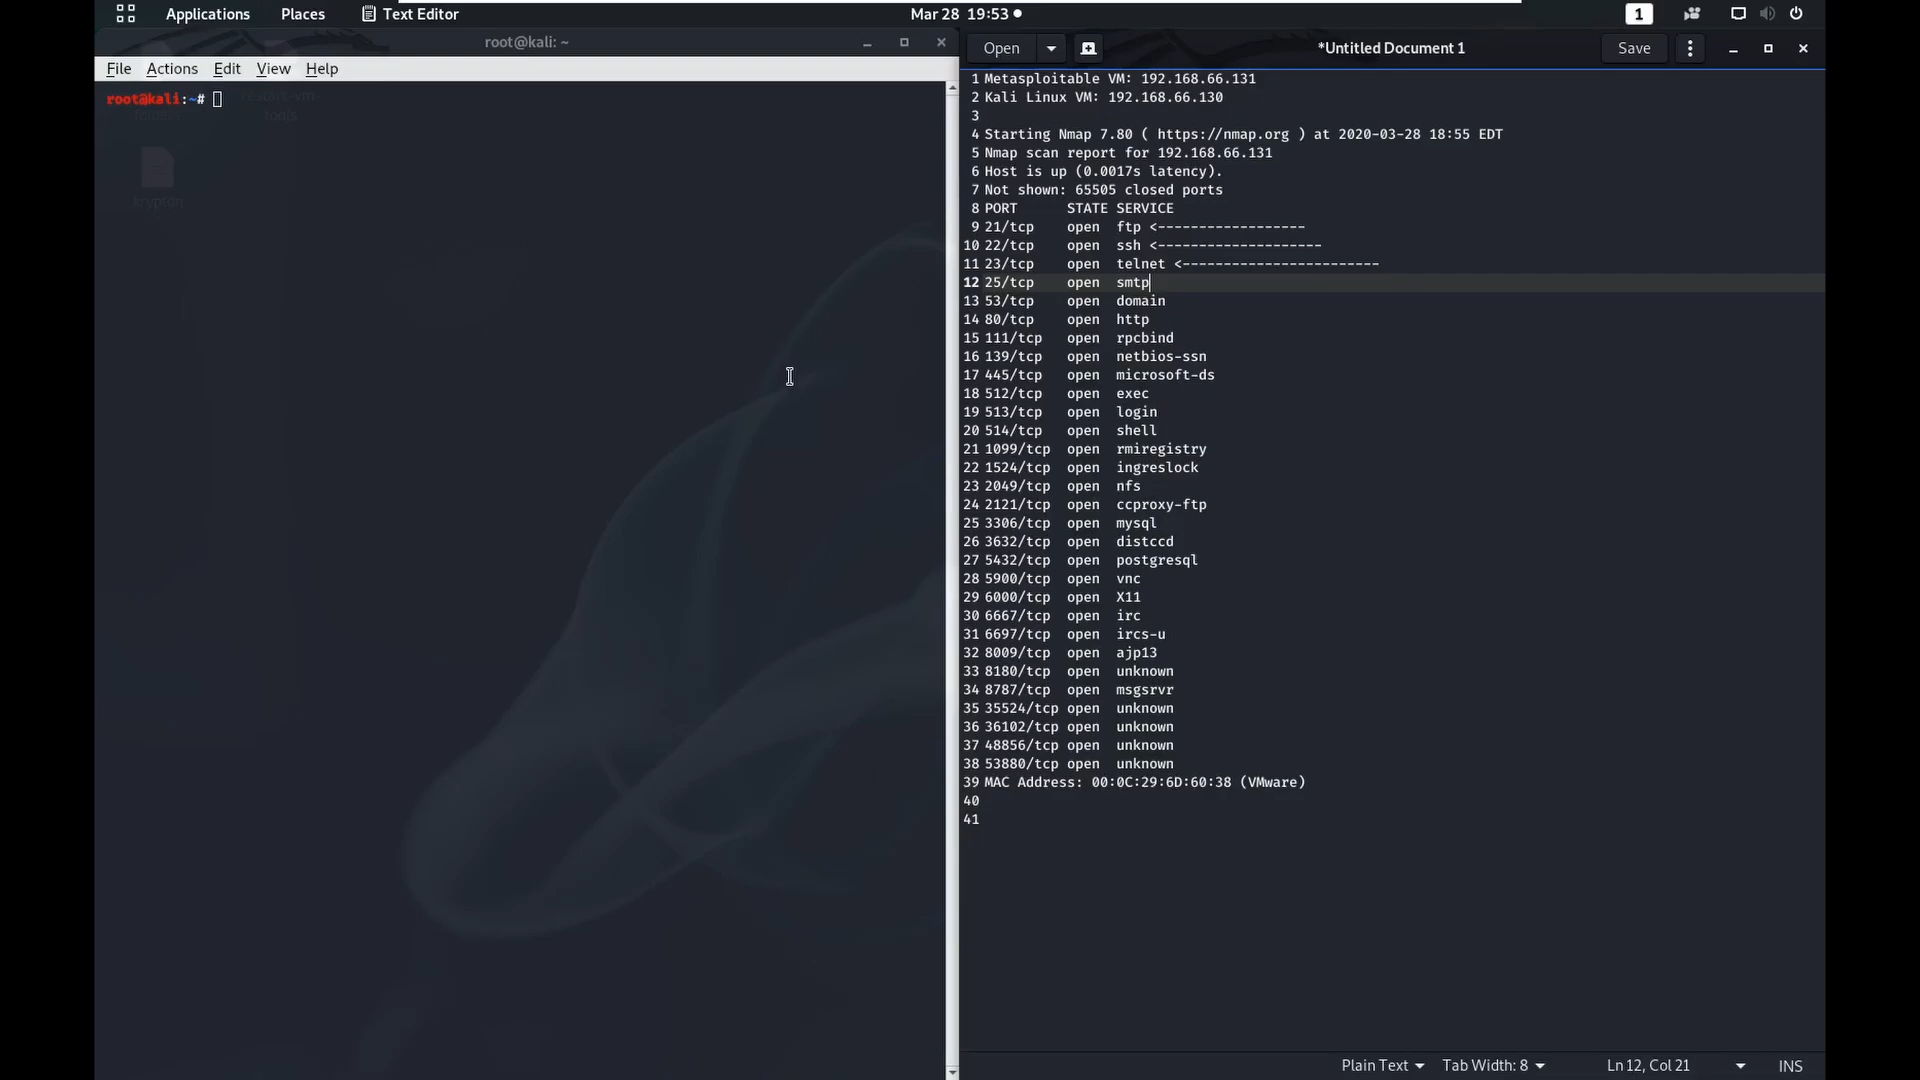 Applications Places Text Editor Mar 28 19:53 1
root@kali: ~
File Actions Edit View Help
root@kali:~#
restart-vm-
tools
folders
krypton
Open *Untitled Document 1 Save
1 Metasploitable VM: 192.168.66.131
2 Kali Linux VM: 192.168.66.130
3
4 Starting Nmap 7.80 ( https://nmap.org ) at 2020-03-28 18:55 EDT
5 Nmap scan report for 192.168.66.131
6 Host is up (0.0017s latency).
7 Not shown: 65505 closed ports
8 PORT STATE SERVICE
9 21/tcp open ftp <------------------
10 22/tcp open ssh <--------------------
11 23/tcp open telnet <------------------------
12 25/tcp open smtp
13 53/tcp open domain
14 80/tcp open http
15 111/tcp open rpcbind
16 139/tcp open netbios-ssn
17 445/tcp open microsoft-ds
18 512/tcp open exec
19 513/tcp open login
20 514/tcp open shell
21 1099/tcp open rmiregistry
22 1524/tcp open ingreslock
23 2049/tcp open nfs
24 2121/tcp open ccproxy-ftp
25 3306/tcp open mysql
26 3632/tcp open distccd
27 5432/tcp open postgresql
28 5900/tcp open vnc
29 6000/tcp open X11
30 6667/tcp open irc
31 6697/tcp open ircs-u
32 8009/tcp open ajp13
33 8180/tcp open unknown
34 8787/tcp open msgsrvr
35 35524/tcp open unknown
36 36102/tcp open unknown
37 48856/tcp open unknown
38 53880/tcp open unknown
39 MAC Address: 00:0C:29:6D:60:38 (VMware)
40
41
Plain Text Tab Width: 8 Ln 12, Col 21 INS